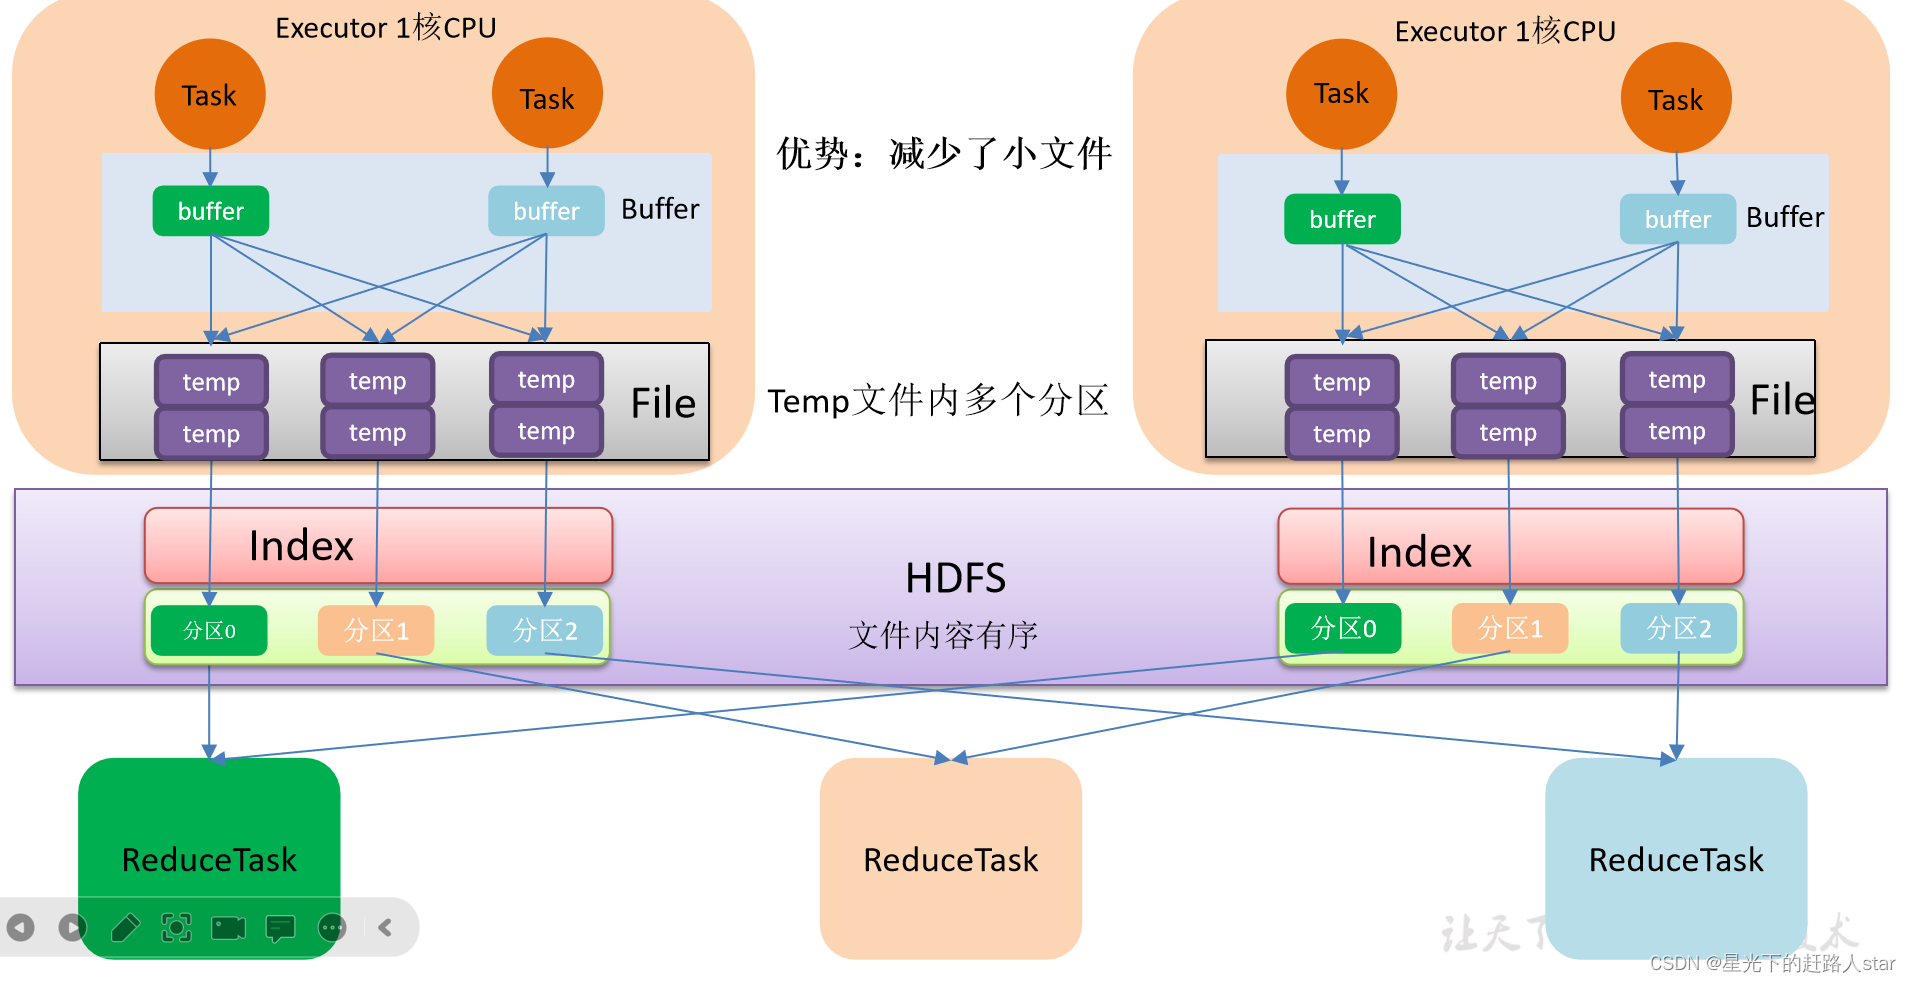 Executor 1核CPU
Executor 1核CPU
Task
Task
Task
Task
优势：减少了小文件
buffer
buffer
Buffer
buffer
buffer
Buffer
temp
temp
temp
temp
temp
temp
File
Temp文件内多个分区
temp
temp
temp
temp
temp
temp
File
Index
Index
HDFS
文件内容有序
分区0
分区1
分区2
分区0
分区1
分区2
ReduceTask
ReduceTask
ReduceTask
让天下
技术
CSDN @星光下的赶路人star